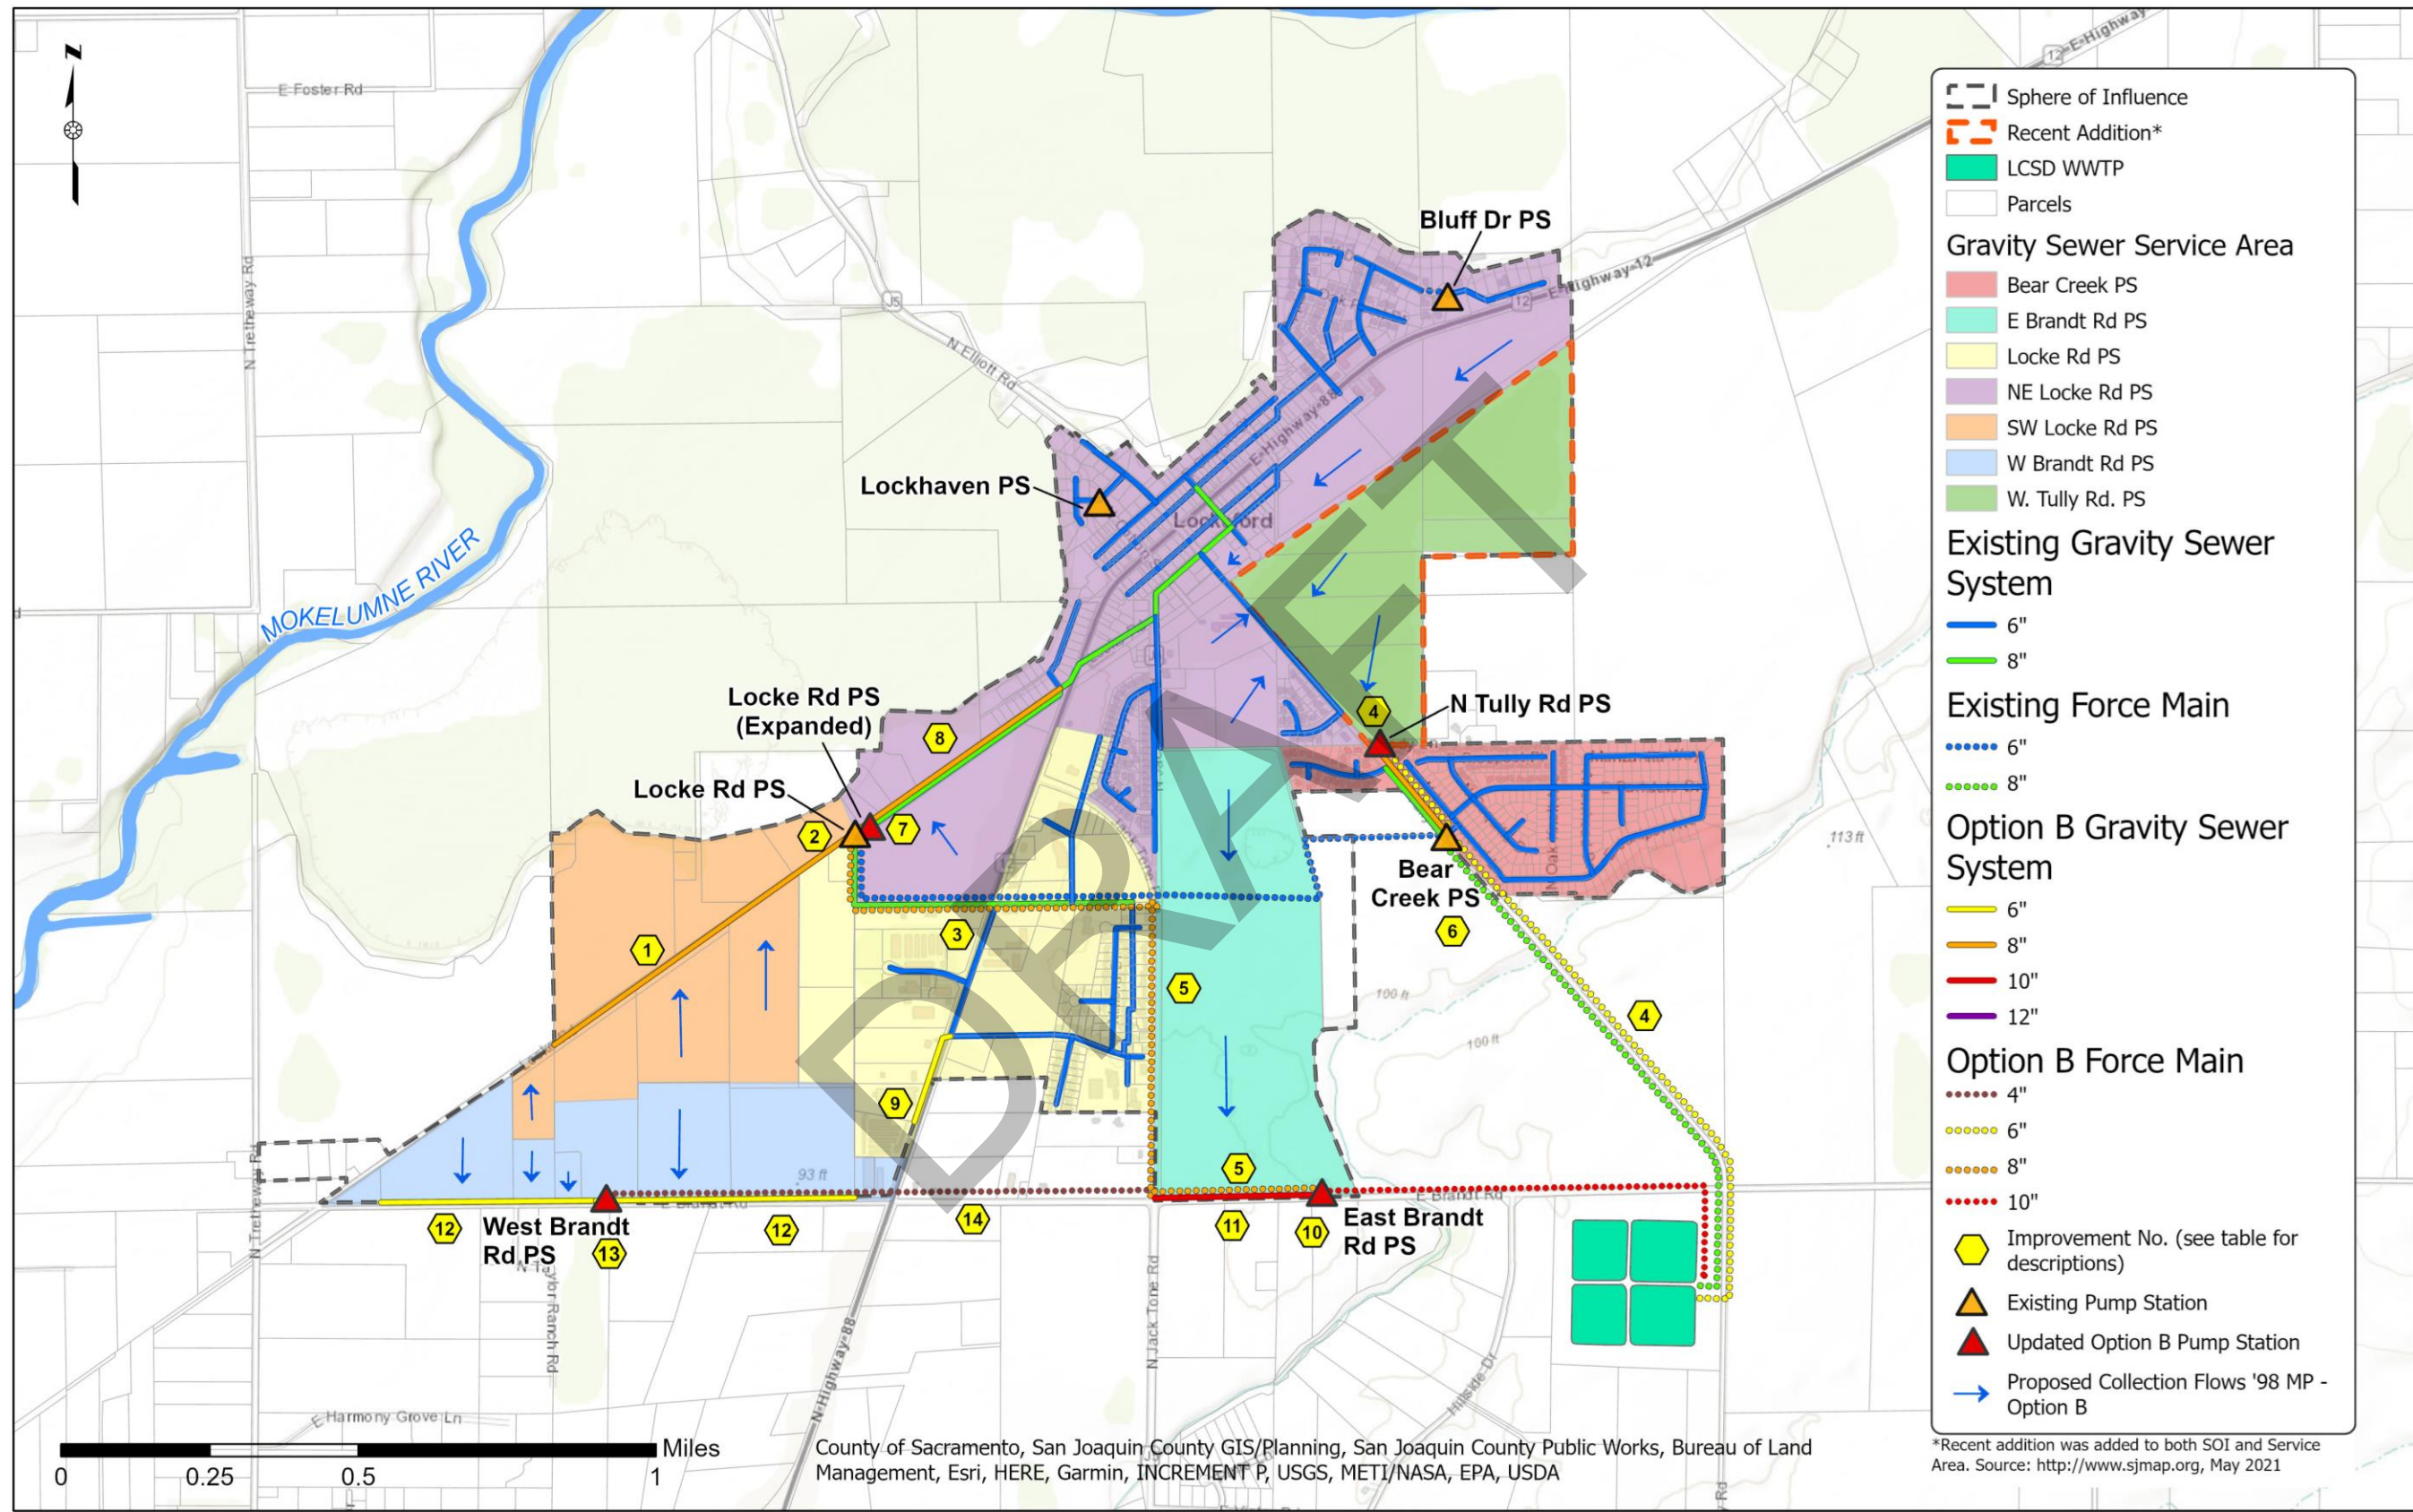 N
E Foster Rd
N Tretheway Rd
MOKELUMNE RIVER
J5
N Elliott Rd
12
E-Highway
Bluff Dr PS
12
E-Highway-12
E-Highway-88
Lockhaven PS
Lockeford
Locke Rd PS
(Expanded)
8
4
N Tully Rd PS
Locke Rd PS
2
7
113 ft
Bear
Creek PS
6
1
3
5
100 ft
4
100 ft
9
93 ft
5
N Tretheway Rd
E Brandt Rd
E Brandt Rd
12
West Brandt
Rd PS
13
12
14
11
10
East Brandt
Rd PS
N Jack Tone Rd
N-Highway-88
Hillside Dr
E Harmony Grove Ln
DRAFT
0
0.25
0.5
1
Miles
County of Sacramento, San Joaquin County GIS/Planning, San Joaquin County Public Works, Bureau of Land
Management, Esri, HERE, Garmin, INCREMENT P, USGS, METI/NASA, EPA, USDA
Sphere of Influence
Recent Addition*
LCSD WWTP
Parcels
Gravity Sewer Service Area
Bear Creek PS
E Brandt Rd PS
Locke Rd PS
NE Locke Rd PS
SW Locke Rd PS
W Brandt Rd PS
W. Tully Rd. PS
Existing Gravity Sewer
System
6"
8"
Existing Force Main
6"
8"
Option B Gravity Sewer
System
6"
8"
10"
12"
Option B Force Main
4"
6"
8"
10"
Improvement No. (see table for
descriptions)
Existing Pump Station
Updated Option B Pump Station
Proposed Collection Flows '98 MP -
Option B
*Recent addition was added to both SOI and Service
Area. Source: http://www.sjmap.org, May 2021